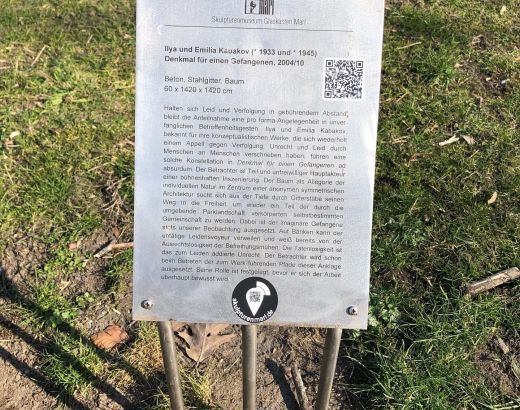 marl
Skulpturenmuseum Glaskasten Marl
Ilya und Emilia Kabakov (* 1933 und * 1945)
Denkmal für einen Gefangenen, 2004/10
Beton, Stahlgitter, Baum
60 x 1420 x 1420 cm
Halten sich Leid und Verfolgung in gebührendem Abstand,
bleibt die Anteilnahme eine pro forma-Angelegenheit in unver-
fänglichen Betroffenheitsgesten. Ilya und Emilia Kabakov,
bekannt für ihre konzeptualistischen Werke, die sich wiederholt
einem Appell gegen Verfolgung, Unrecht und Leid durch
Menschen an Menschen verschrieben haben, führen eine
solche Konstellation in Denkmal für einen Gefangenen ad
absurdum. Der Betrachter ist Teil und unfreiwilliger Hauptakteur
einer bühnenhaften Inszenierung. Der Baum als Allegorie der
individuellen Natur im Zentrum einer anonymen symmetrischen
Architektur sucht sich aus der Tiefe durch Gitterstäbe seinen
Weg in die Freiheit, um wieder ein Teil der durch die
umgebende Parklandschaft verkörperten selbstbestimmten
Gemeinschaft zu werden. Dabei ist der imaginäre Gefangene
stets unserer Beobachtung ausgesetzt. Auf Bänken kann der
untätige Leidensvoyeur verweilen und weiß bereits von der
Aussichtslosigkeit der Befreiungsmühen. Die Tatenlosigkeit ist
das zum Leiden addierte Unrecht. Der Betrachter wird schon
beim Betreten der zum Werk führenden Pfade dieser Anklage
ausgesetzt. Seine Rolle ist festgelegt, bevor er sich der Arbeit
überhaupt bewusst wird.
skulpturenmarl.de